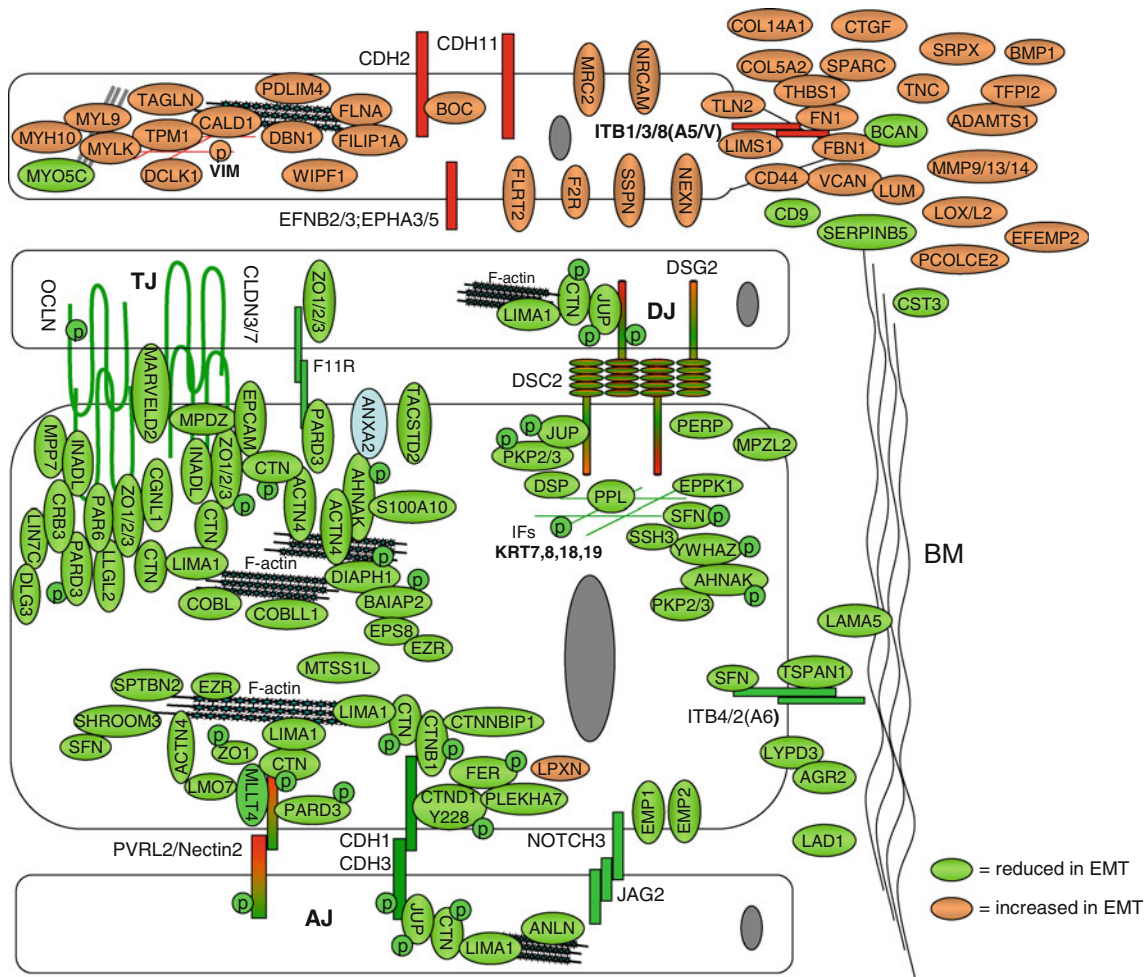 COL14A1
CTGF
SRPX
BMP1
CDH2
CDH11
MRC2
NRCAM
COL5A2
SPARC
THBS1
TNC
TFPI2
PDLIM4
TAGLN
FLNA
BOC
TLN2
FN1
ADAMTS1
MYL9
CALD1
ITB1/3/8(A5/V)
BCAN
MYH10
TPM1
DBN1
FILIP1A
LIMS1
FBN1
MYLK
p
VIM
MYO5C
DCLK1
WIPF1
CD44
VCAN
LUM
MMP9/13/14
FLRT2
F2R
SSPN
NEXN
EFNB2/3;EPHA3/5
CD9
SERPINB5
LOX/L2
EFEMP2
PCOLCE2
CST3
OCLN
p
TJ
CLDN3/7
ZO1/2/3
F-actin
LIMA1
p
CTN
JUP
p
p
DSG2
DJ
F11R
DSC2
MARVELD2
MPDZ
EPCAM
PARD3
ANXA2
TACSTD2
PERP
MPZL2
MPP7
INADL
INADL
ZO1/2/3
CTN
p
p
p
JUP
PKP2/3
CRB3
PAR6
ZO1/2/3
CGNL1
CTN
p
ACTN4
ACTN4
AHNAK
p
S100A10
DSP
PPL
EPPK1
IFs
p
KRT7,8,18,19
SFN
p
SSH3
YWHAZ
p
AHNAK
p
PKP2/3
LIN7C
DLG3
p
PARD3
LLGL2
CTN
LIMA1
F-actin
p
DIAPH1
p
COBL
COBLL1
BAIAP2
EPS8
EZR
BM
LAMA5
MTSS1L
SFN
TSPAN1
ITB4/2(A6)
SPTBN2
EZR
F-actin
LIMA1
CTN
p
CTNNBIP1
CTNB1
p
SHROOM3
SFN
ACTN4
p
ZO1
LIMA1
CTN
p
LMO7
MLLT4
PARD3
p
FER
p
LPXN
CTND1
Y228
p
PLEKHA7
LYPD3
AGR2
EMP1
EMP2
LAD1
PVRL2/Nectin2
CDH1
CDH3
NOTCH3
JAG2
p
AJ
p
JUP
p
CTN
p
LIMA1
ANLN
= reduced in EMT
= increased in EMT